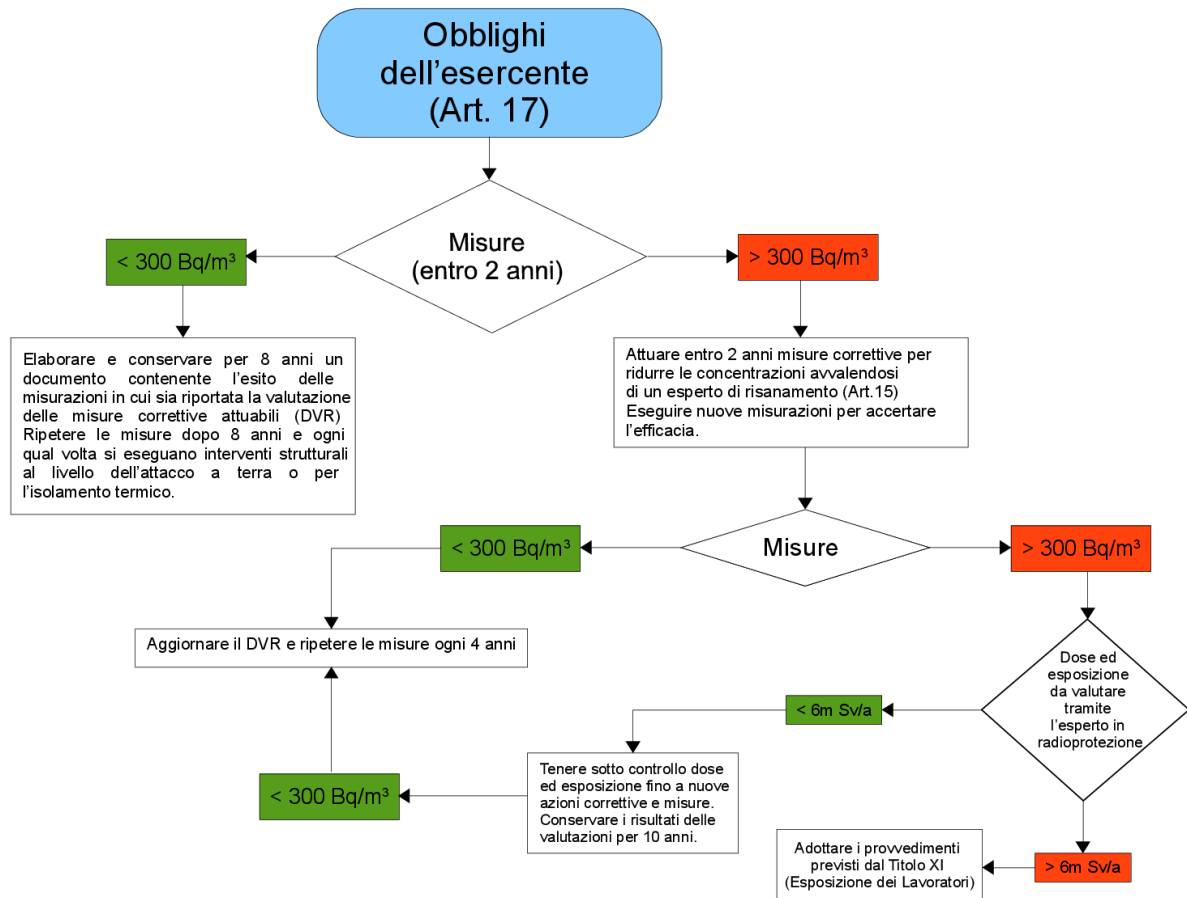 Obblighi
dell'esercente
(Art. 17)
Misure
(entro 2 anni)
< 300 Bq/m³
> 300 Bq/m³
Elaborare e conservare per 8 anni un
documento contenente l'esito delle
misurazioni in cui sia riportata la valutazione
delle misure correttive attuabili (DVR)
Ripetere le misure dopo 8 anni e ogni
qual volta si eseguano interventi strutturali
al livello dell'attacco a terra o per
l'isolamento termico.
Attuare entro 2 anni misure correttive per
ridurre le concentrazioni avvalendosi
di un esperto di risanamento (Art.15)
Eseguire nuove misurazioni per accertare
l'efficacia.
< 300 Bq/m³
Misure
> 300 Bq/m³
Aggiornare il DVR e ripetere le misure ogni 4 anni
Dose ed
esposizione
da valutare
tramite
l'esperto in
radioprotezione
< 6m Sv/a
Tenere sotto controllo dose
ed esposizione fino a nuove
azioni correttive e misure.
Conservare i risultati delle
valutazioni per 10 anni.
< 300 Bq/m³
Adottare i provvedimenti
previsti dal Titolo XI
(Esposizione dei Lavoratori)
> 6m Sv/a